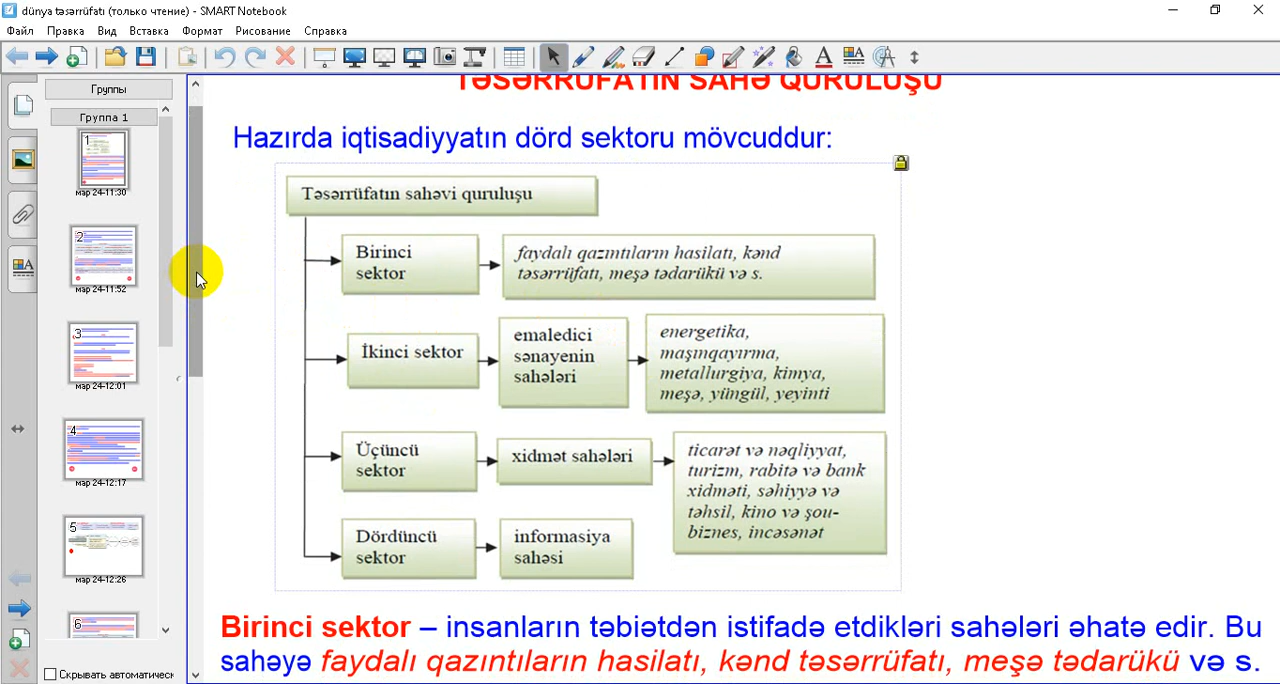 dünya təsərrüfatı (только чтение) - SMART Notebook
Файл Правка Вид Вставка Формат Рисование Справка
Группы
Группа 1
1
мар 24-11:30
2
мар 24-11:52
3
мар 24-12:01
4
мар 24-12:17
5
мар 24-12:26
6
Скрывать автоматическ
TƏSƏRRÜFATIN SAHƏ QURULUŞU
Hazırda iqtisadiyyatın dörd sektoru mövcuddur:
Təsərrüfatın sahəvi quruluşu
Birinci
sektor
faydalı qazıntıların hasilatı, kənd
təsərrüfatı, meşə tədarükü və s.
İkinci sektor
emaledici
sənayenin
sahələri
energetika,
maşınqayırma,
metallurgiya, kimya,
meşə, yüngül, yeyinti
Üçüncü
sektor
xidmət sahələri
ticarət və nəqliyyat,
turizm, rabitə və bank
xidməti, səhiyyə və
təhsil, kino və şou-
biznes, incəsənət
Dördüncü
sektor
informasiya
sahəsi
Birinci sektor – insanların təbiətdən istifadə etdikləri sahələri əhatə edir. Bu
sahəyə faydalı qazıntıların hasilatı, kənd təsərrüfatı, meşə tədarükü və s.